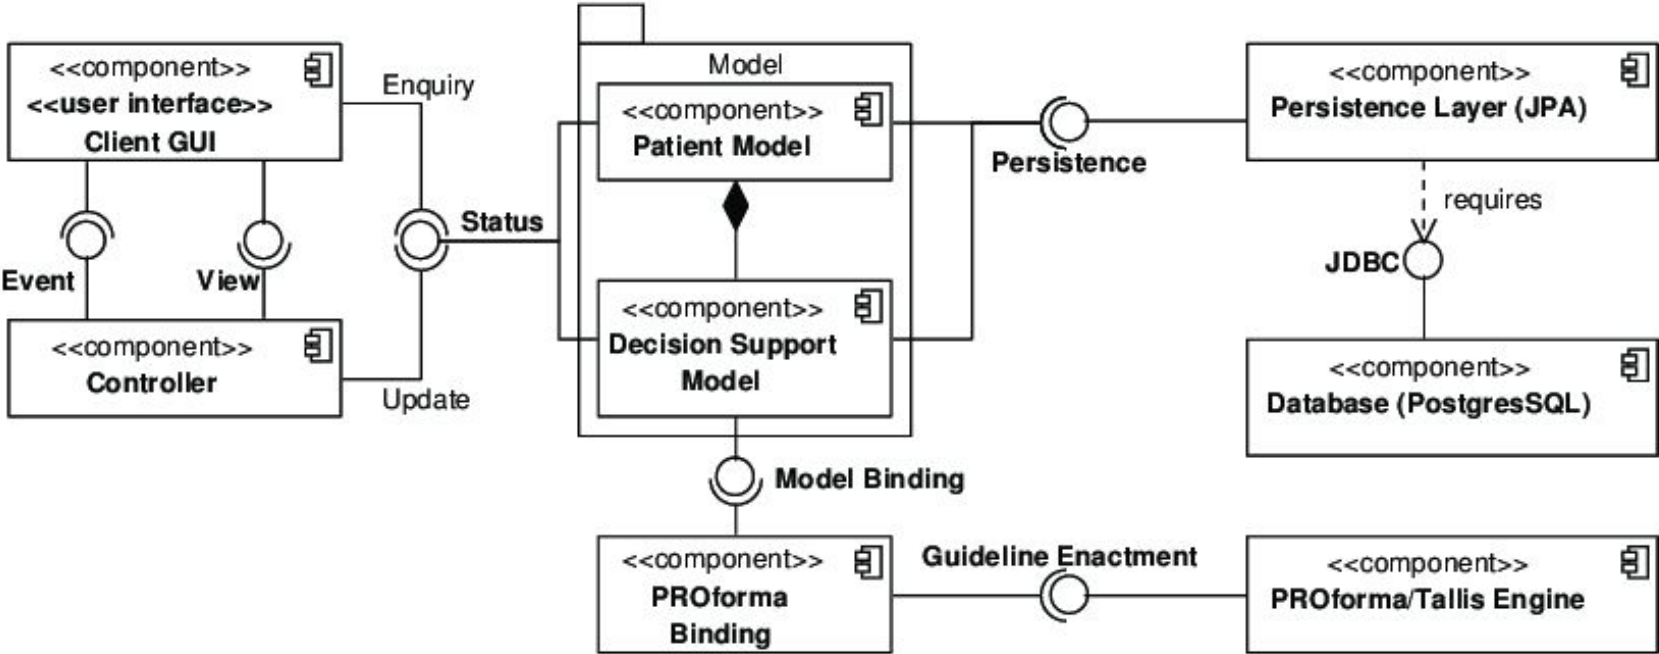 <<component>>
<<user interface>>
Client GUI
Enquiry
Model
<<component>>
Patient Model
Persistence
<<component>>
Persistence Layer (JPA)
requires
JDBC
Event
View
Status
<<component>>
Controller
Update
<<component>>
Decision Support
Model
<<component>>
Database (PostgresSQL)
Model Binding
<<component>>
PROforma
Binding
Guideline Enactment
<<component>>
PROforma/Tallis Engine